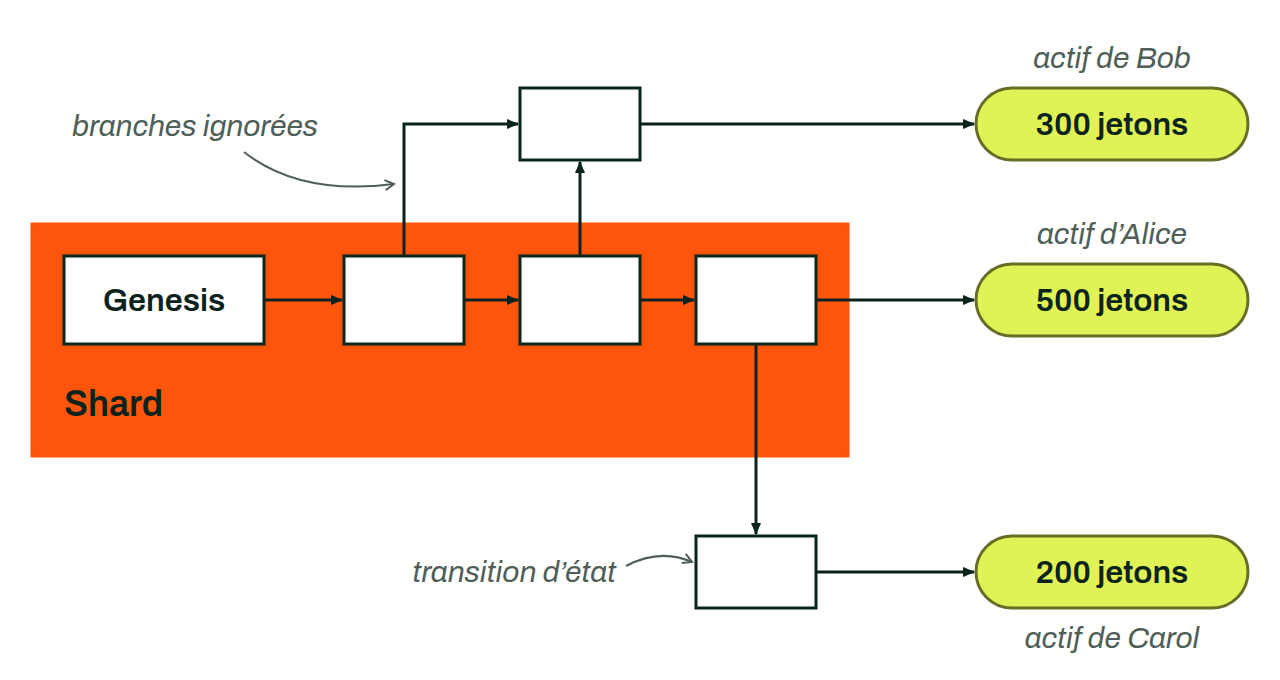 actif de Bob
300 jetons
branches ignorées
actif d’Alice
500 jetons
Genesis
Shard
transition d’état
200 jetons
actif de Carol